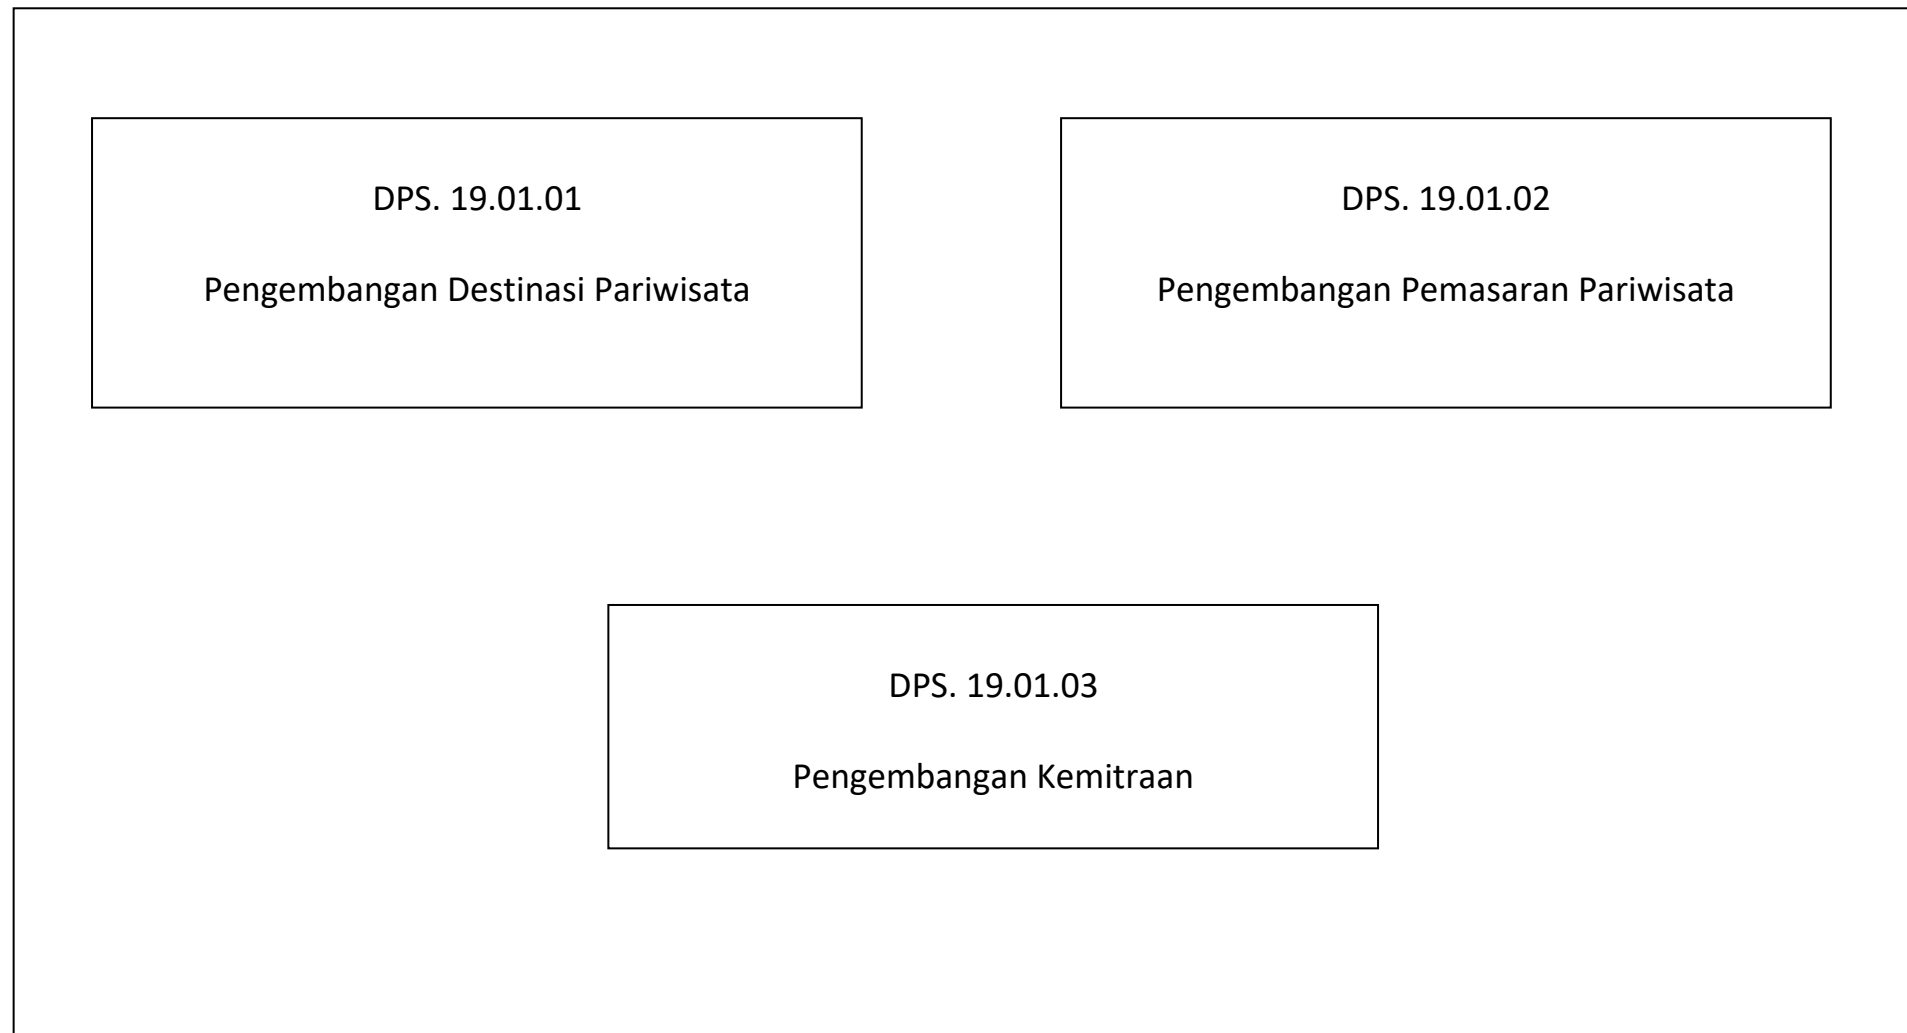 DPS. 19.01.01
Pengembangan Destinasi Pariwisata
DPS. 19.01.02
Pengembangan Pemasaran Pariwisata
DPS. 19.01.03
Pengembangan Kemitraan